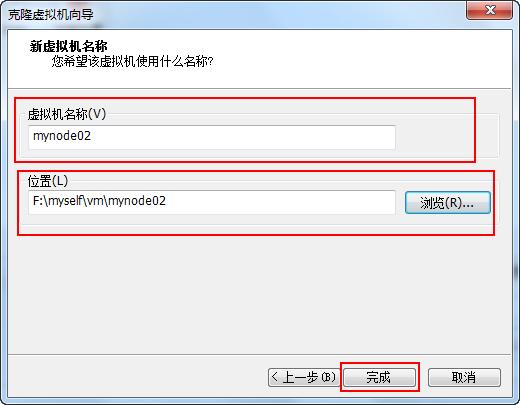 克隆虚拟机向导
新虚拟机名称
您希望该虚拟机使用什么名称?
虚拟机名称(V)
mynode02
位置(L)
F:\myself\vm\mynode02
浏览(R)...
< 上一步(B)
完成
取消